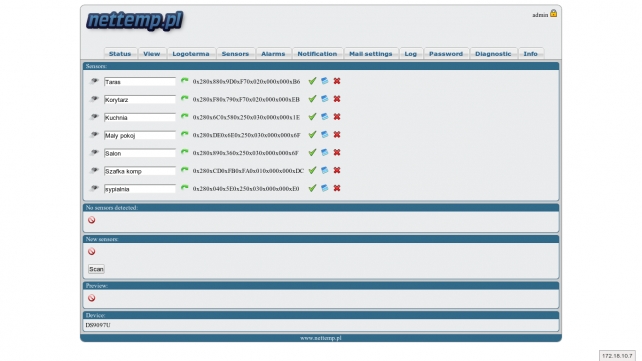 nettemp.pl
admin
Status View Logoterma Sensors Alarms Notification Mail settings Log Password Diagnostic Info
Sensors:
Taras 0x280x880x9D0xF70x020x000x000xB6
Korytarz 0x280xF80x790xF70x020x000x000xEB
Kuchnia 0x280x6C0x580x250x030x000x000x1E
Maly pokoj 0x280xDE0x6E0x250x030x000x000x6F
Salon 0x280x890x360x250x030x000x000x6F
Szafka komp 0x280xCD0xFB0xFA0x010x000x000xDC
sypialnia 0x280x040x5E0x250x030x000x000xE0
No sensors detected:
New sensors:
Scan
Preview:
Device:
DS9097U
www.nettemp.pl
172.18.10.7